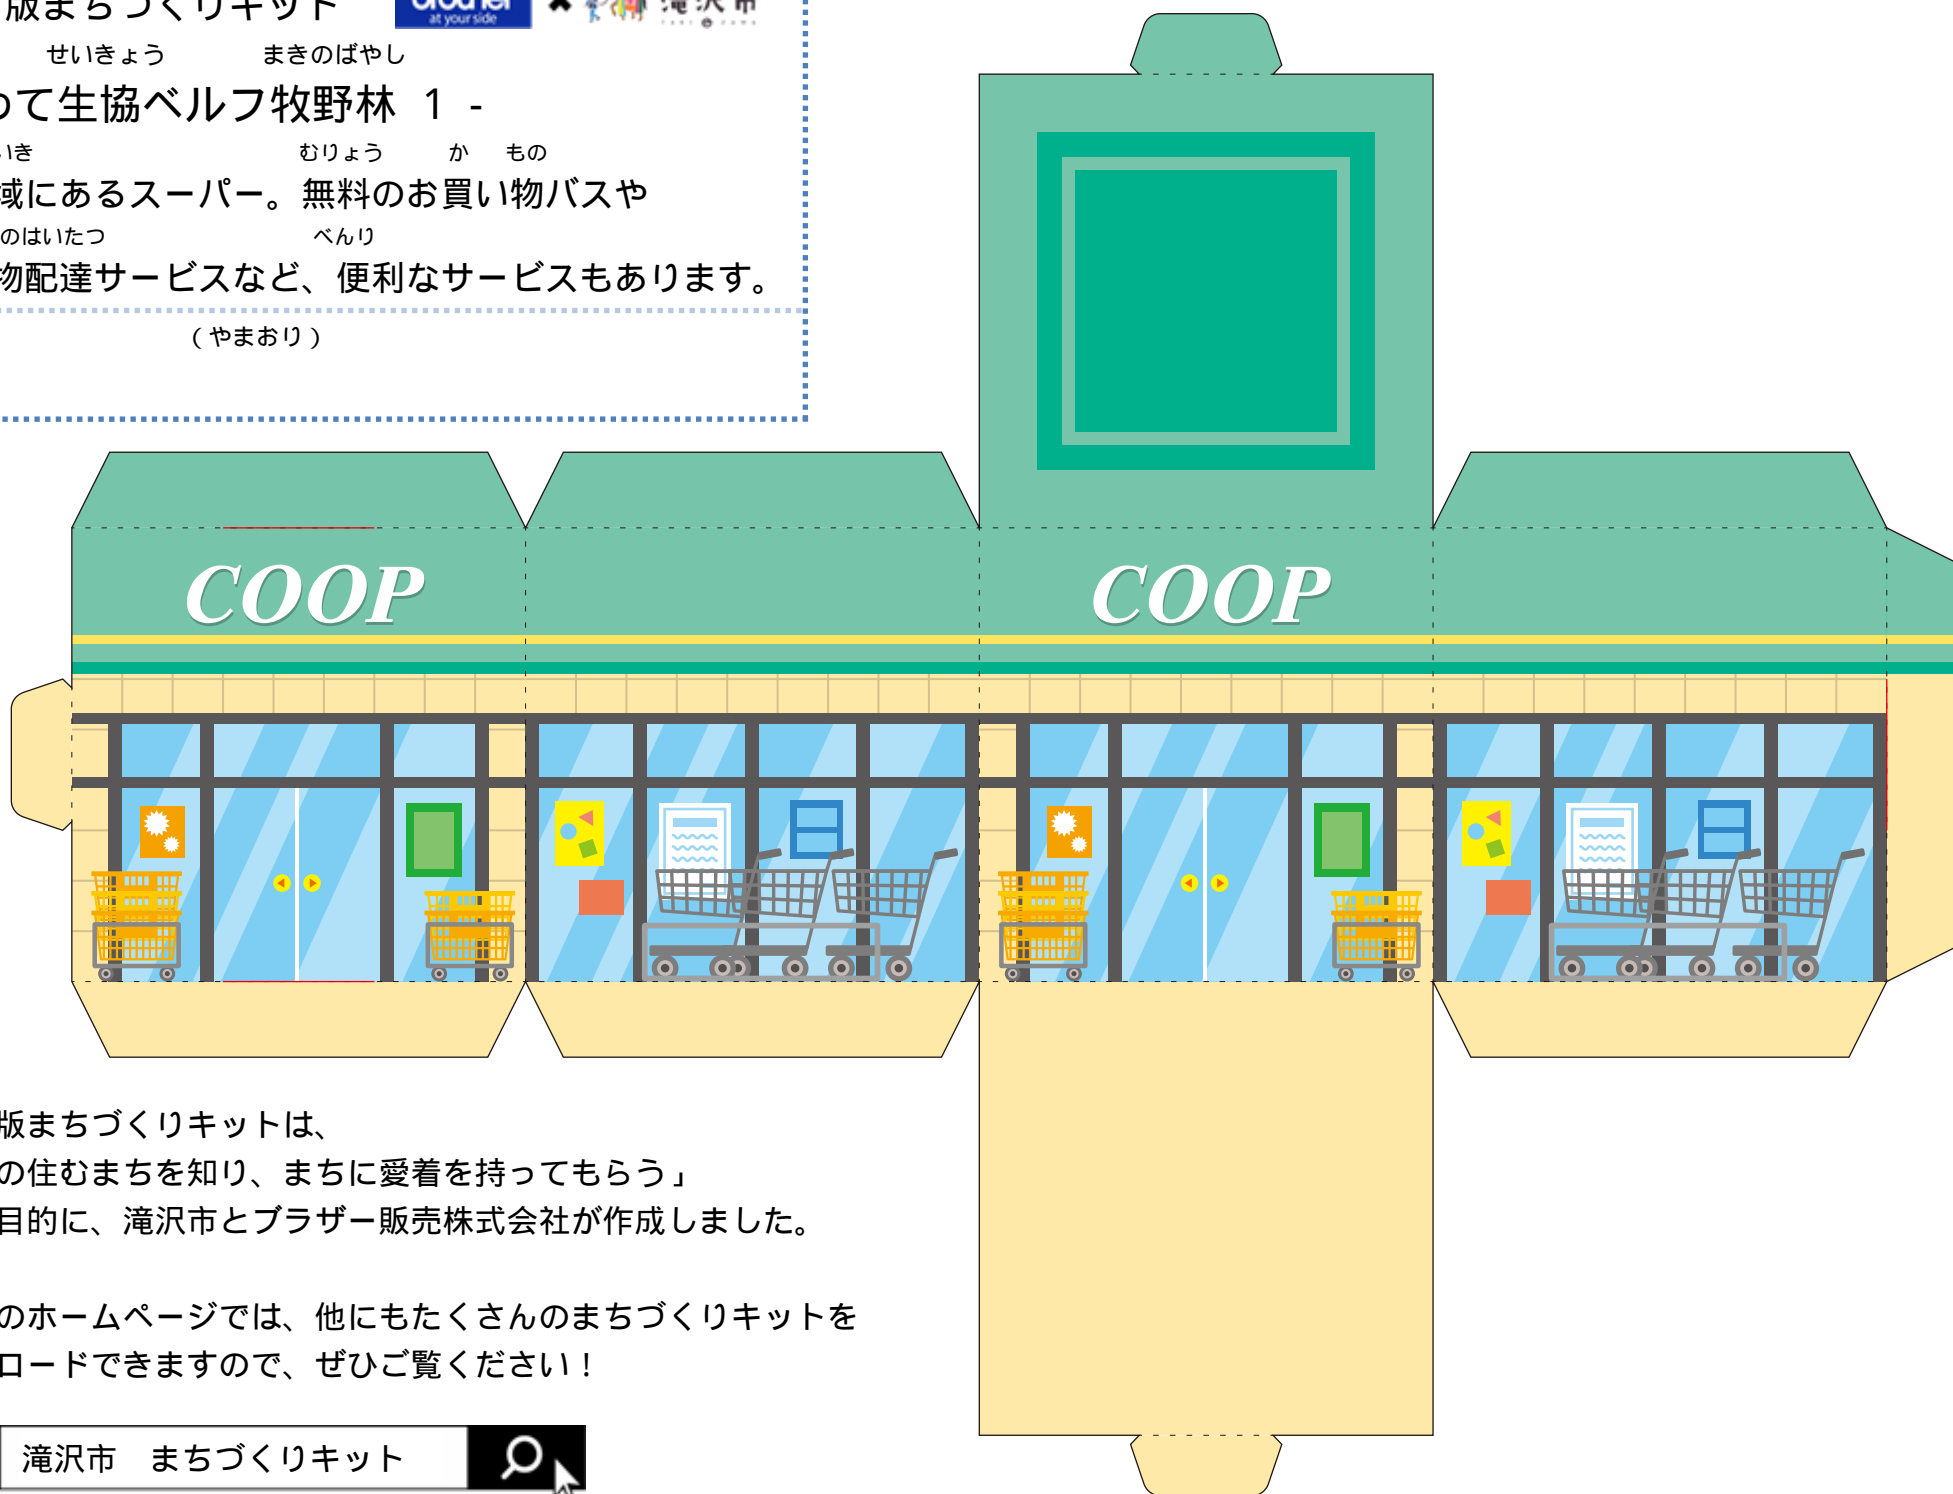 版まちづくりキット
brother
at your side
滝沢市
せいきょう まきのばやし
って生協ベルフ牧野林 1 -
いき むりょう か もの
域にあるスーパー。無料のお買い物バスや
のはいたつ べんり
物配達サービスなど、便利なサービスもあります。
(やまおり)
COOP COOP
版まちづくりキットは、
の住むまちを知り、まちに愛着を持ってもらう」
目的に、滝沢市とブラザー販売株式会社が作成しました。
のホームページでは、他にもたくさんのまちづくりキットを
ロードできますので、ぜひご覧ください!
滝沢市 まちづくりキット